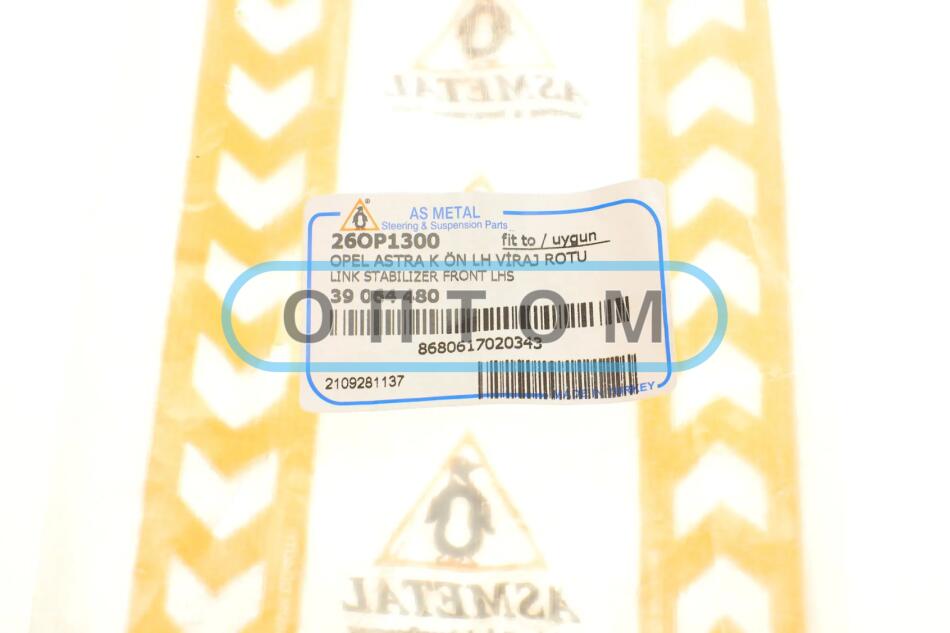 ASMETAL
AS METAL
Steering & Suspension Parts
26OP1300 fit to / uygun
OPEL ASTRA K ÖN LH VİRAJ ROTU
LINK STABILIZER FRONT LHS
39 064 480
ОПТОМ
8680617020343
2109281137
MADE IN TURKEY
ASMETAL